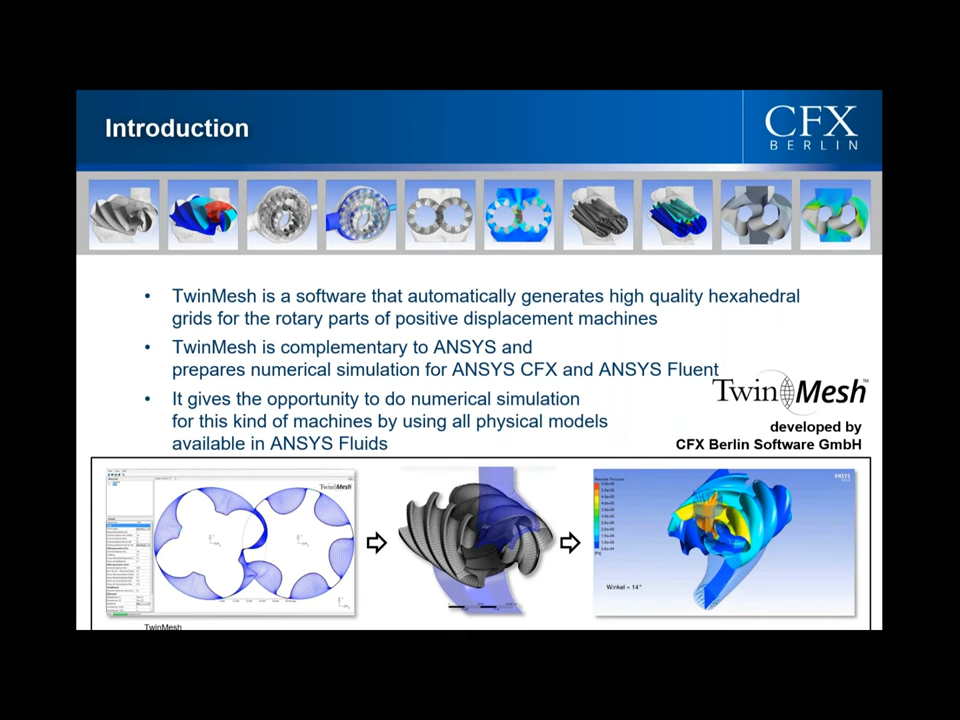 Introduction
CFX
BERLIN
• TwinMesh is a software that automatically generates high quality hexahedral
grids for the rotary parts of positive displacement machines
• TwinMesh is complementary to ANSYS and
prepares numerical simulation for ANSYS CFX and ANSYS Fluent
TwinMesh™
• It gives the opportunity to do numerical simulation
for this kind of machines by using all physical models
available in ANSYS Fluids
developed by
CFX Berlin Software GmbH
TwinMesh
ANSYS
Winkel = 14°
TwinMesh